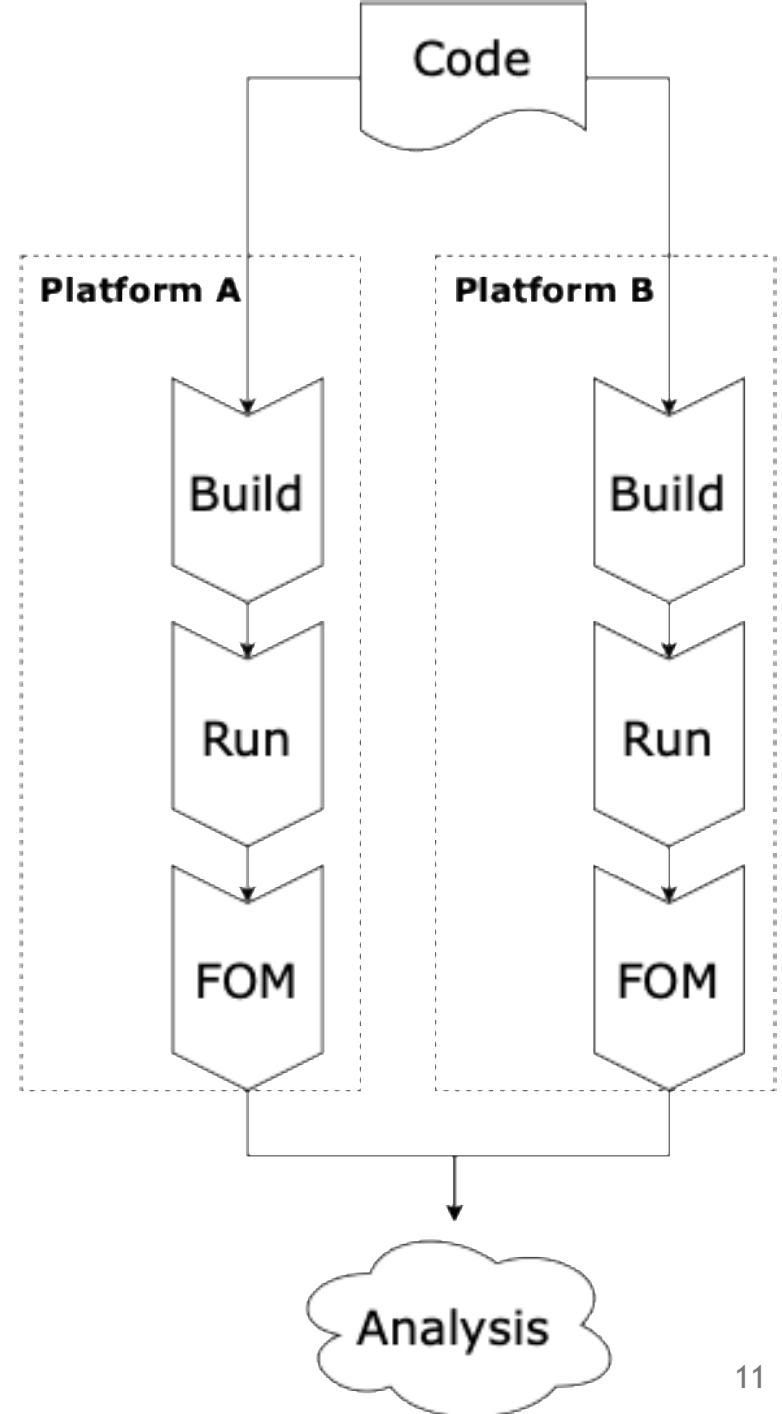 Code
Platform A
Platform B
Build
Build
Run
Run
FOM
FOM
Analysis
11